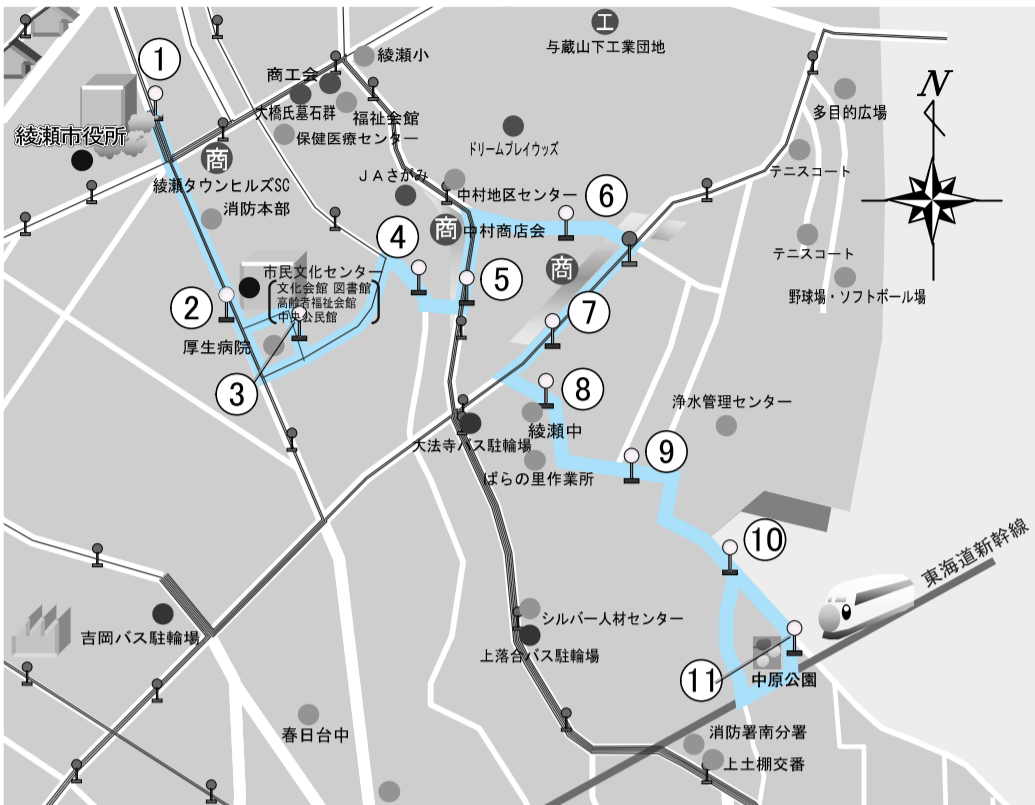 工
与蔵山下工業団地
N
①
綾瀬小
商工会
大橋氏墓石群
福祉会館
保健医療センター
多目的広場
綾瀬市役所
商
綾瀬タウンヒルズSC
消防本部
ドリームプレイウッズ
JAさがみ
中村地区センター
テニスコート
⑥
④
商
中村商店会
テニスコート
市民文化センター
文化会館 図書館
高齢者福祉会館
中央公民館
商
⑤
野球場・ソフトボール場
②
⑦
厚生病院
③
⑧
浄水管理センター
綾瀬中
大法寺バス駐輪場
⑨
ばらの里作業所
⑩
東海道新幹線
シルバー人材センター
吉岡バス駐輪場
上落合バス駐輪場
⑪
中原公園
春日台中
消防署南分署
上土棚交番